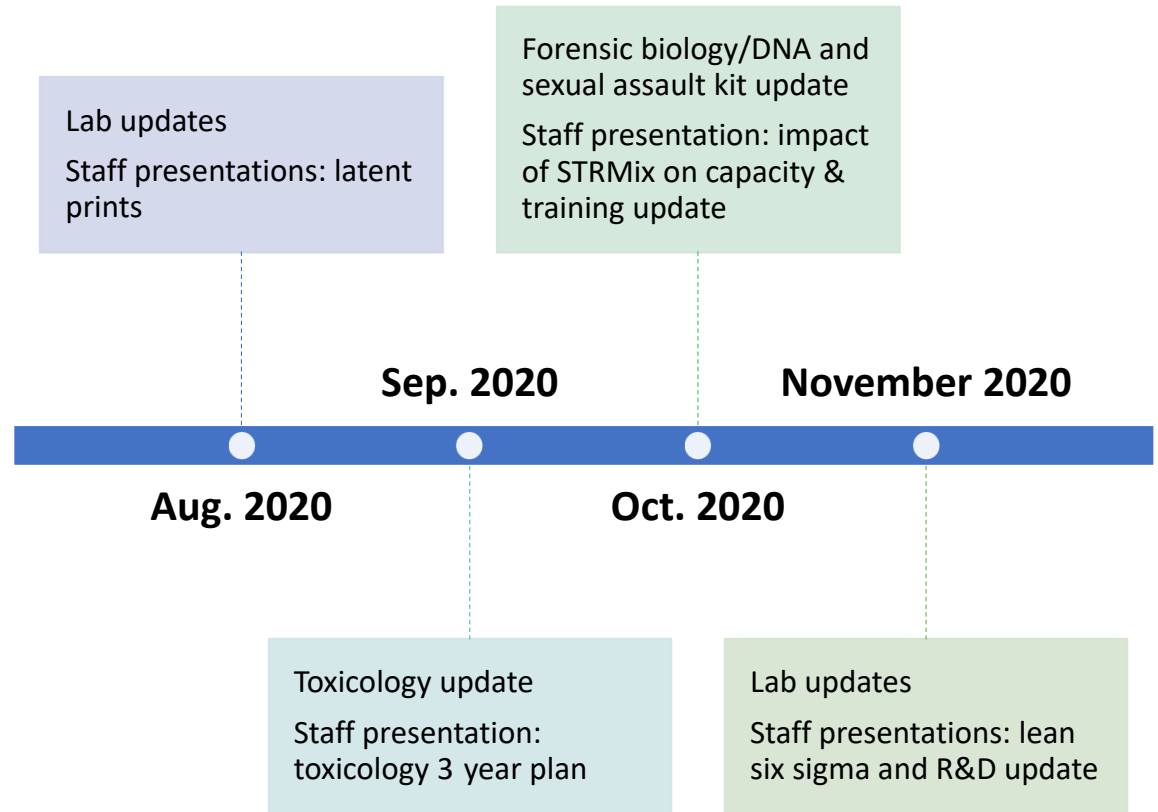 Lab updates
Staff presentations: latent
prints
Forensic biology/DNA and
sexual assault kit update
Staff presentation: impact
of STRMix on capacity &
training update
Sep. 2020
November 2020
Aug. 2020
Oct. 2020
Toxicology update
Staff presentation:
toxicology 3 year plan
Lab updates
Staff presentations: lean
six sigma and R&D update